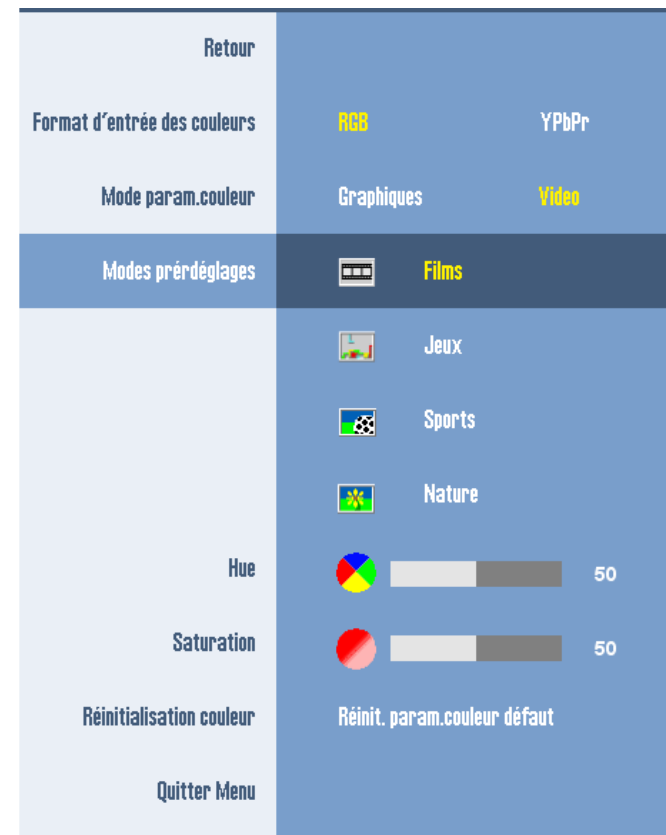 Retour
Format d'entrée des couleurs RGB YPbPr
Mode param.couleur Graphiques Video
Modes prérdéglages Films
Jeux
Sports
Nature
Hue 50
Saturation 50
Réinitialisation couleur Réinit. param.couleur défaut
Quitter Menu